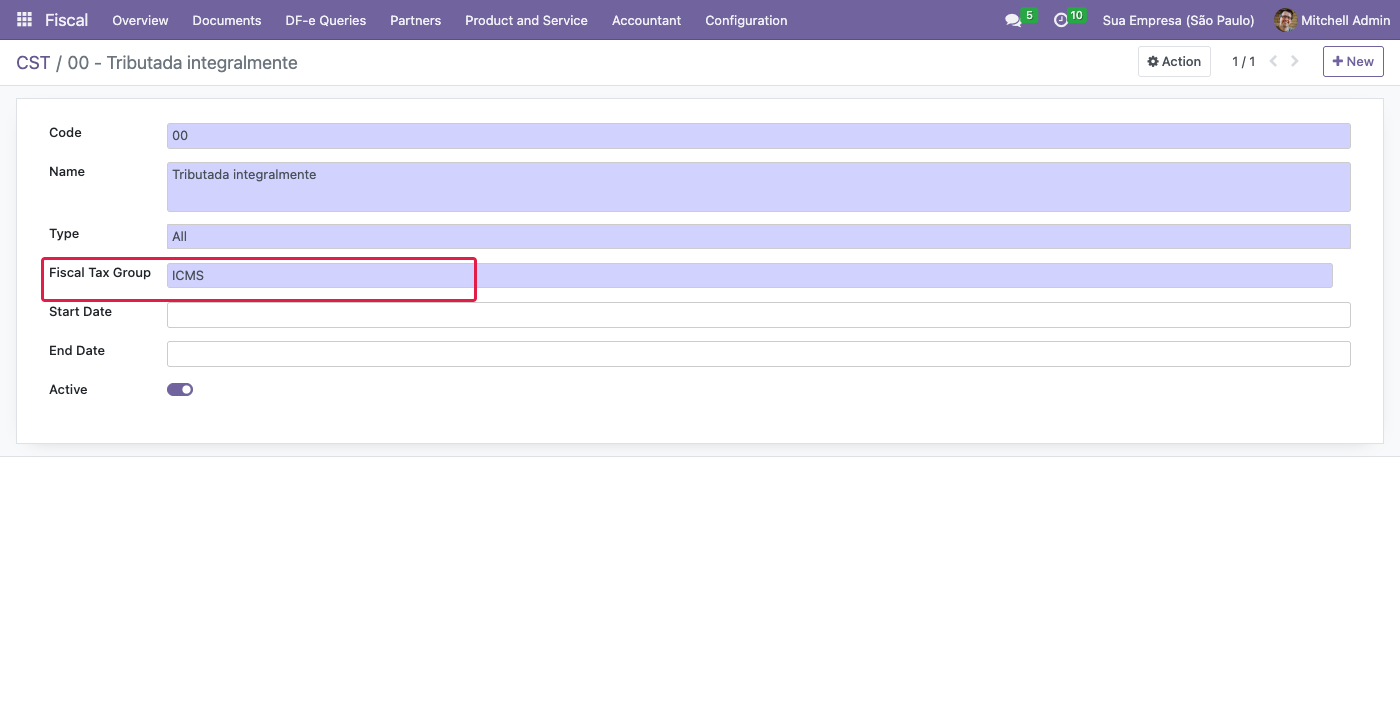 Fiscal Overview Documents DF-e Queries Partners Product and Service Accountant Configuration 5 10 Sua Empresa (São Paulo) Mitchell Admin
CST / 00 - Tributada integralmente Action 1 / 1 New
Code 00
Name Tributada integralmente
Type All
Fiscal Tax Group ICMS
Start Date
End Date
Active